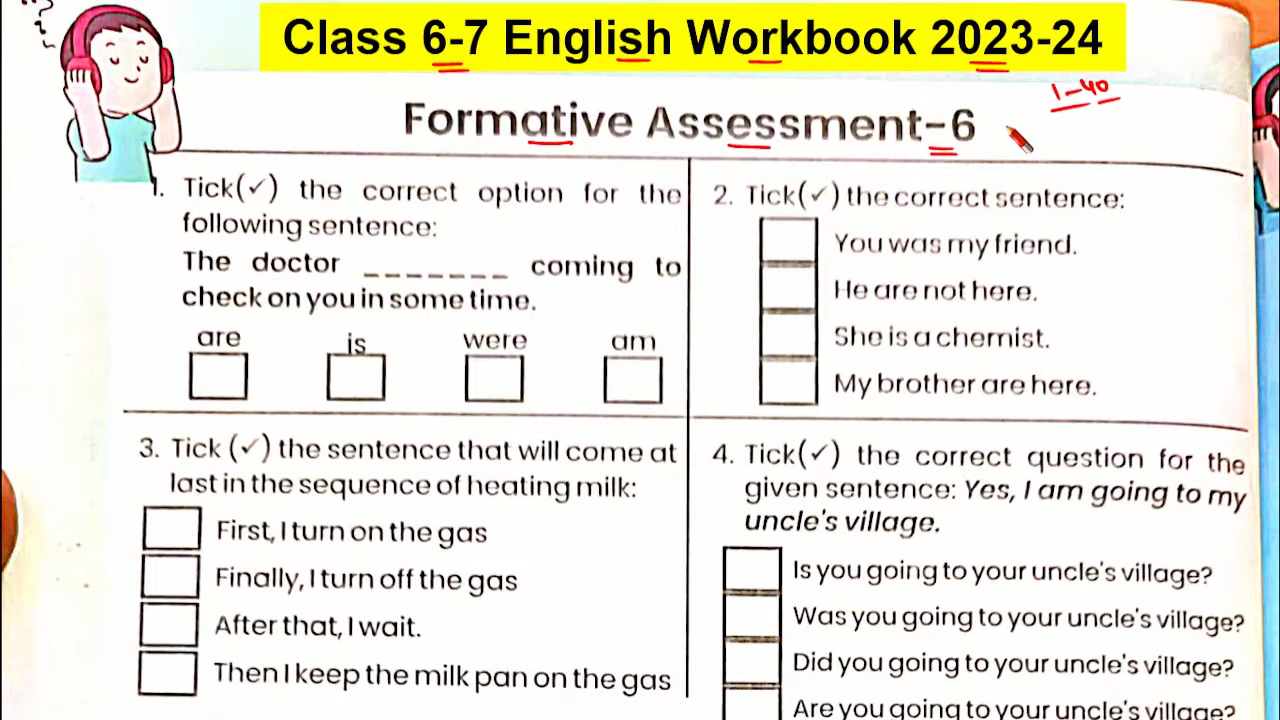 Class 6-7 English Workbook 2023-24
1-40
Formative Assessment-6
1. Tick(✓) the correct option for the
following sentence:
The doctor _______ coming to
check on you in some time.
are is were am
2. Tick(✓) the correct sentence:
You was my friend.
He are not here.
She is a chemist.
My brother are here.
3. Tick (✓) the sentence that will come at
last in the sequence of heating milk:
First, I turn on the gas
Finally, I turn off the gas
After that, I wait.
Then I keep the milk pan on the gas
4. Tick(✓) the correct question for the
given sentence: Yes, I am going to my
uncle's village.
Is you going to your uncle's village?
Was you going to your uncle's village?
Did you going to your uncle's village?
Are you going to your uncle's village?